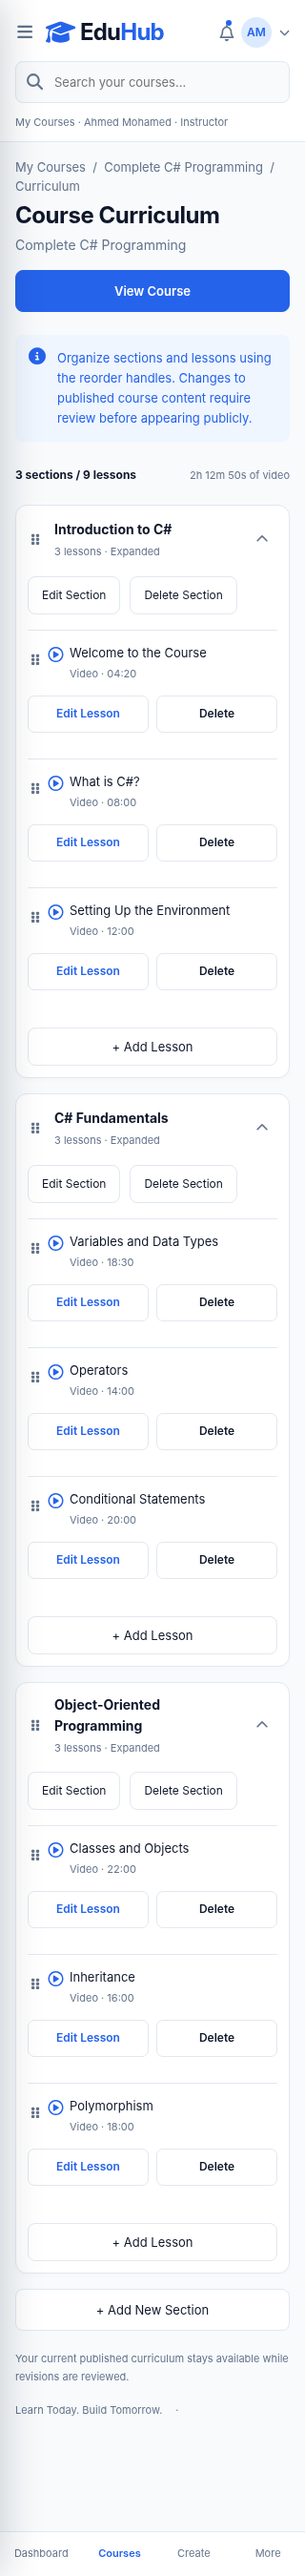 EduHub
AM
Search your courses...
My Courses · Ahmed Mohamed · Instructor
My Courses / Complete C# Programming /
Curriculum
Course Curriculum
Complete C# Programming
View Course
Organize sections and lessons using
the reorder handles. Changes to
published course content require
review before appearing publicly.
3 sections / 9 lessons 2h 12m 50s of video
Introduction to C#
3 lessons · Expanded
Edit Section Delete Section
Welcome to the Course
Video · 04:20
Edit Lesson Delete
What is C#?
Video · 08:00
Edit Lesson Delete
Setting Up the Environment
Video · 12:00
Edit Lesson Delete
+ Add Lesson
C# Fundamentals
3 lessons · Expanded
Edit Section Delete Section
Variables and Data Types
Video · 18:30
Edit Lesson Delete
Operators
Video · 14:00
Edit Lesson Delete
Conditional Statements
Video · 20:00
Edit Lesson Delete
+ Add Lesson
Object-Oriented
Programming
3 lessons · Expanded
Edit Section Delete Section
Classes and Objects
Video · 22:00
Edit Lesson Delete
Inheritance
Video · 16:00
Edit Lesson Delete
Polymorphism
Video · 18:00
Edit Lesson Delete
+ Add Lesson
+ Add New Section
Your current published curriculum stays available while
revisions are reviewed.
Learn Today. Build Tomorrow. ·
Dashboard Courses Create More